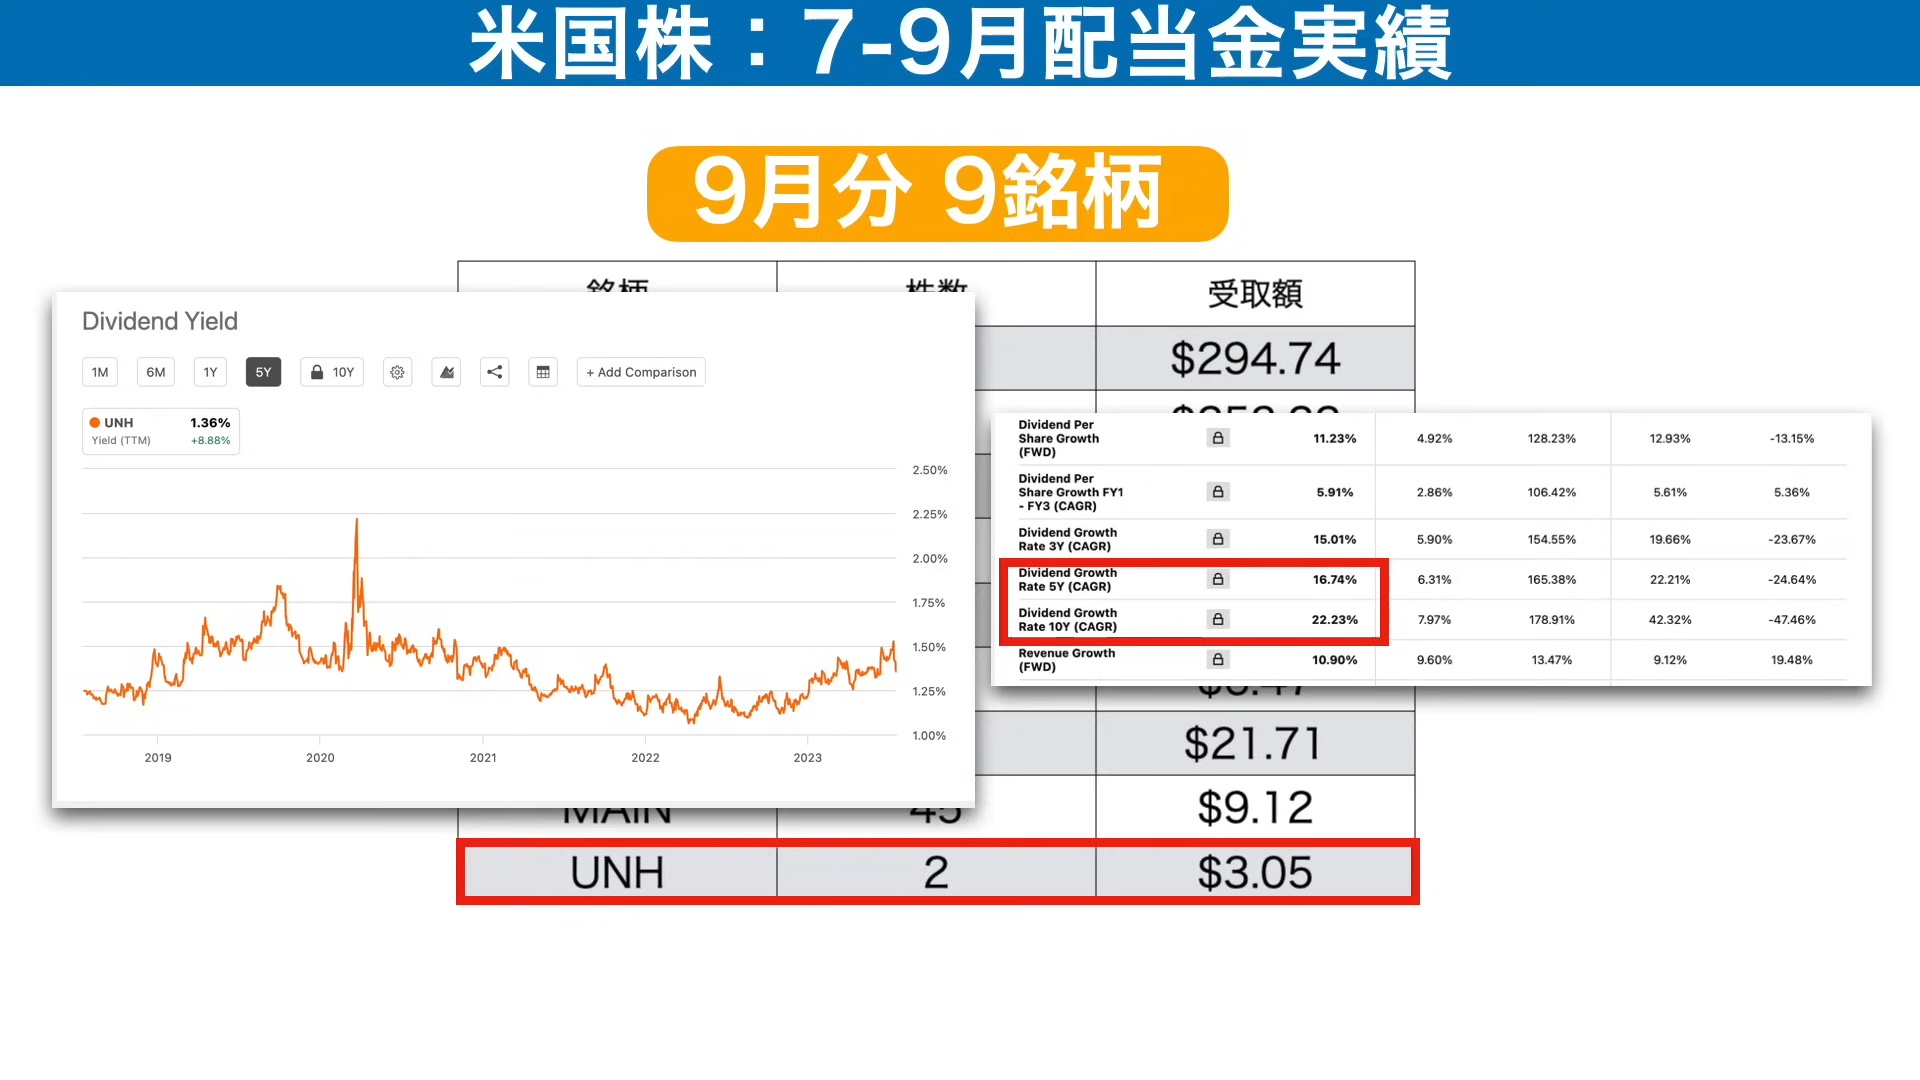 米国株：7-9月配当金実績
9月分 9銘柄
銘柄 株数 受取額
$294.74
$21.71
MAIN 45 $9.12
UNH 2 $3.05
Dividend Yield
1M 6M 1Y 5Y 10Y + Add Comparison
UNH 1.36%
Yield (TTM) +8.88%
2.50%
2.25%
2.00%
1.75%
1.50%
1.25%
1.00%
2019 2020 2021 2022 2023
Dividend Per
Share Growth
(FWD)
11.23% 4.92% 128.23% 12.93% -13.15%
Dividend Per
Share Growth FY1
- FY3 (CAGR)
5.91% 2.86% 106.42% 5.61% 5.36%
Dividend Growth
Rate 3Y (CAGR)
15.01% 5.90% 154.55% 19.66% -23.67%
Dividend Growth
Rate 5Y (CAGR)
16.74% 6.31% 165.38% 22.21% -24.64%
Dividend Growth
Rate 10Y (CAGR)
22.23% 7.97% 178.91% 42.32% -47.46%
Revenue Growth
(FWD)
10.90% 9.60% 13.47% 9.12% 19.48%